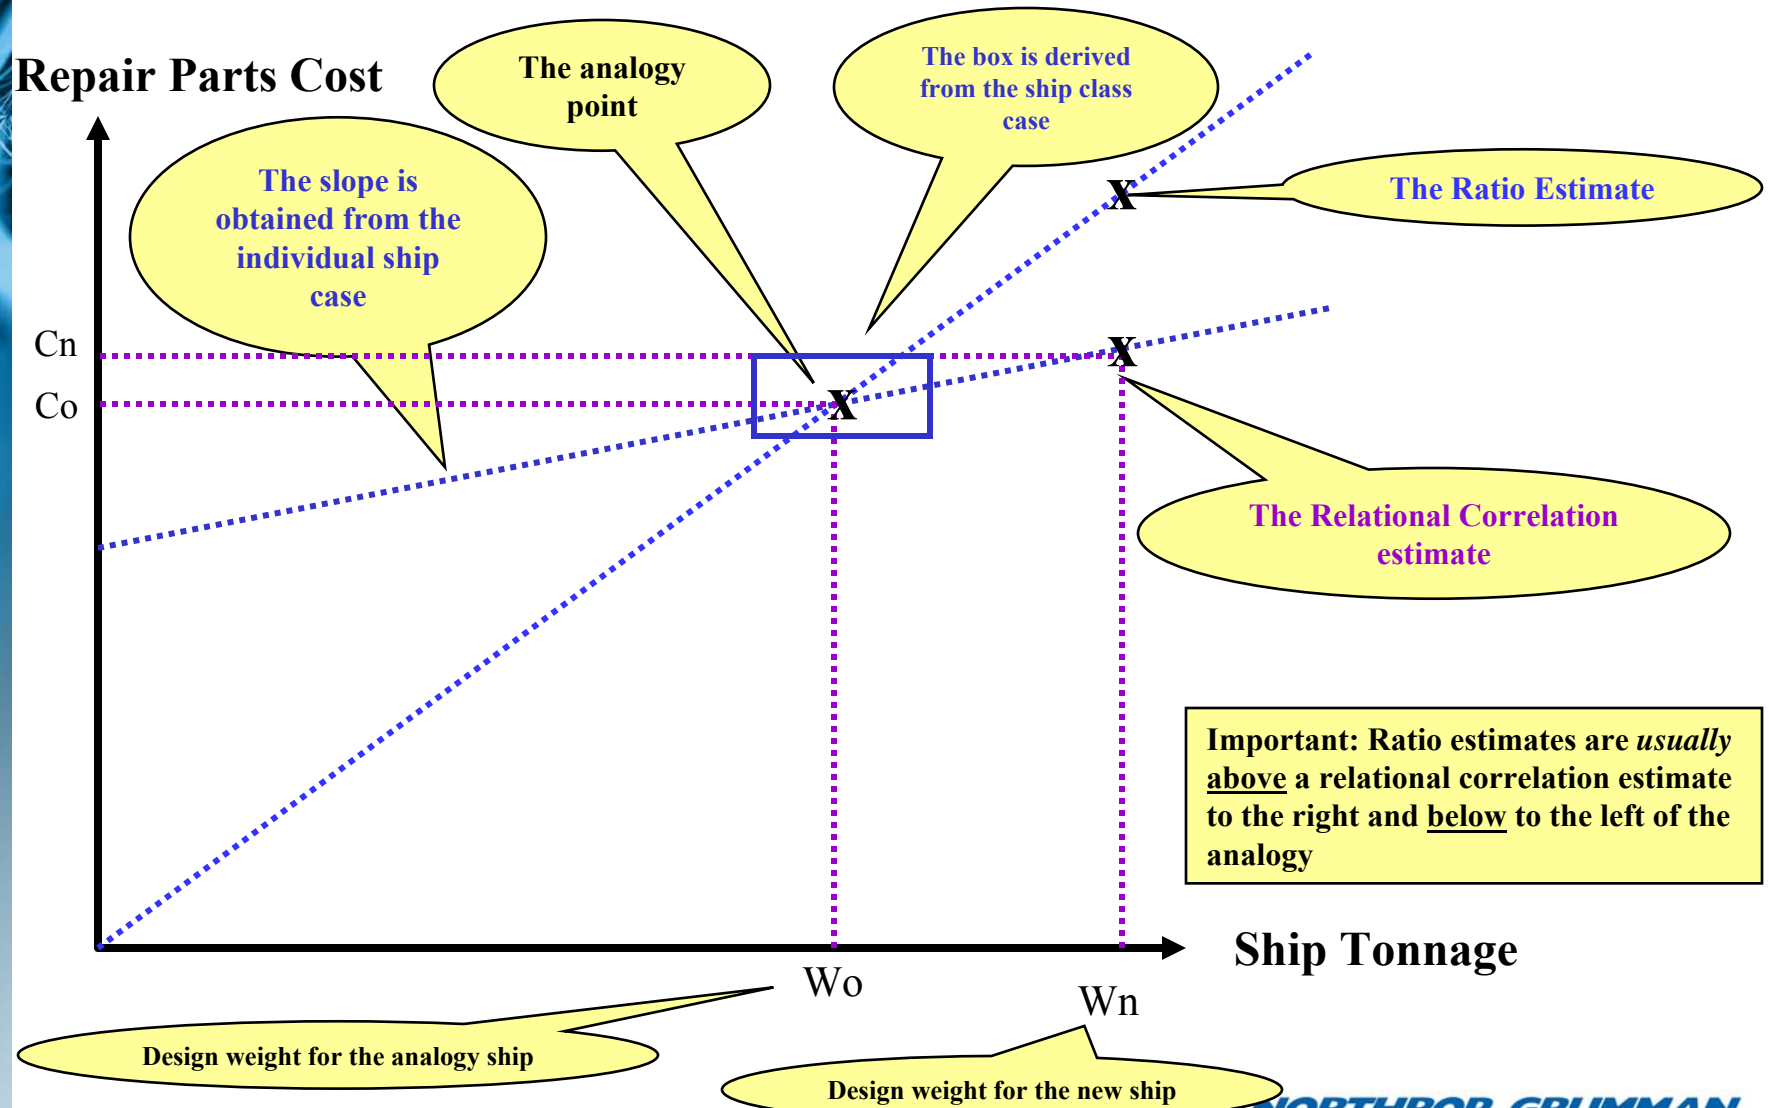 Repair Parts Cost
The analogy
point
The box is derived
from the ship class
case
The slope is
obtained from the
individual ship
case
The Ratio Estimate
Cn
Co
The Relational Correlation
estimate
Important: Ratio estimates are usually
above a relational correlation estimate
to the right and below to the left of the
analogy
X
X
X
Ship Tonnage
Wo
Wn
Design weight for the analogy ship
Design weight for the new ship
NORTHROP GRUMMAN